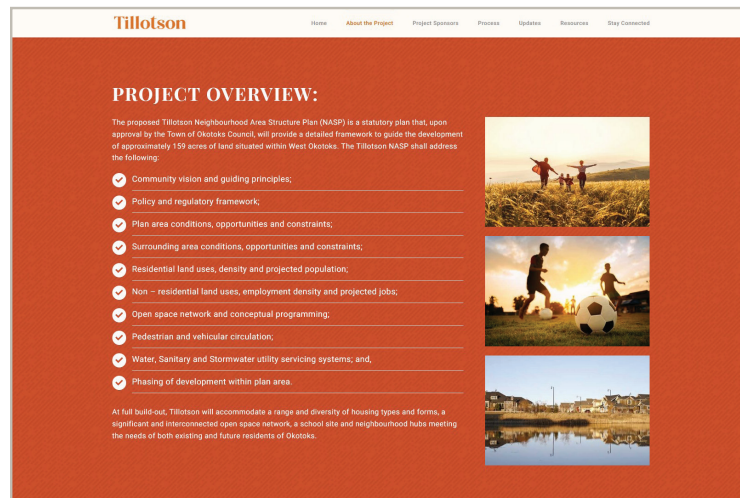 Tillotson
Home About the Project Project Sponsors Process Updates Resources Stay Connected
PROJECT OVERVIEW:
The proposed Tillotson Neighbourhood Area Structure Plan (NASP) is a statutory plan that, upon
approval by the Town of Okotoks Council, will provide a detailed framework to guide the development
of approximately 159 acres of land situated within West Okotoks. The Tillotson NASP shall address
the following:
Community vision and guiding principles;
Policy and regulatory framework;
Plan area conditions, opportunities and constraints;
Surrounding area conditions, opportunities and constraints;
Residential land uses, density and projected population;
Non – residential land uses, employment density and projected jobs;
Open space network and conceptual programming;
Pedestrian and vehicular circulation;
Water, Sanitary and Stormwater utility servicing systems; and,
Phasing of development within plan area.
At full build-out, Tillotson will accommodate a range and diversity of housing types and forms, a
significant and interconnected open space network, a school site and neighbourhood hubs meeting
the needs of both existing and future residents of Okotoks.